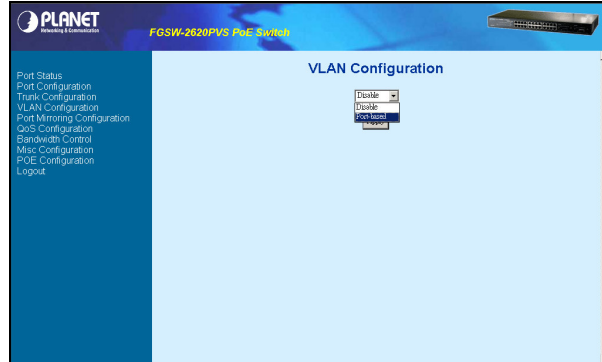 PLANET
Networking & Communication
FGSW-2620PVS PoE Switch
Port Status
Port Configuration
Trunk Configuration
VLAN Configuration
Port Mirroring Configuration
QoS Configuration
Bandwidth Control
Misc Configuration
POE Configuration
Logout
VLAN Configuration
Disable
Disable
Port-based